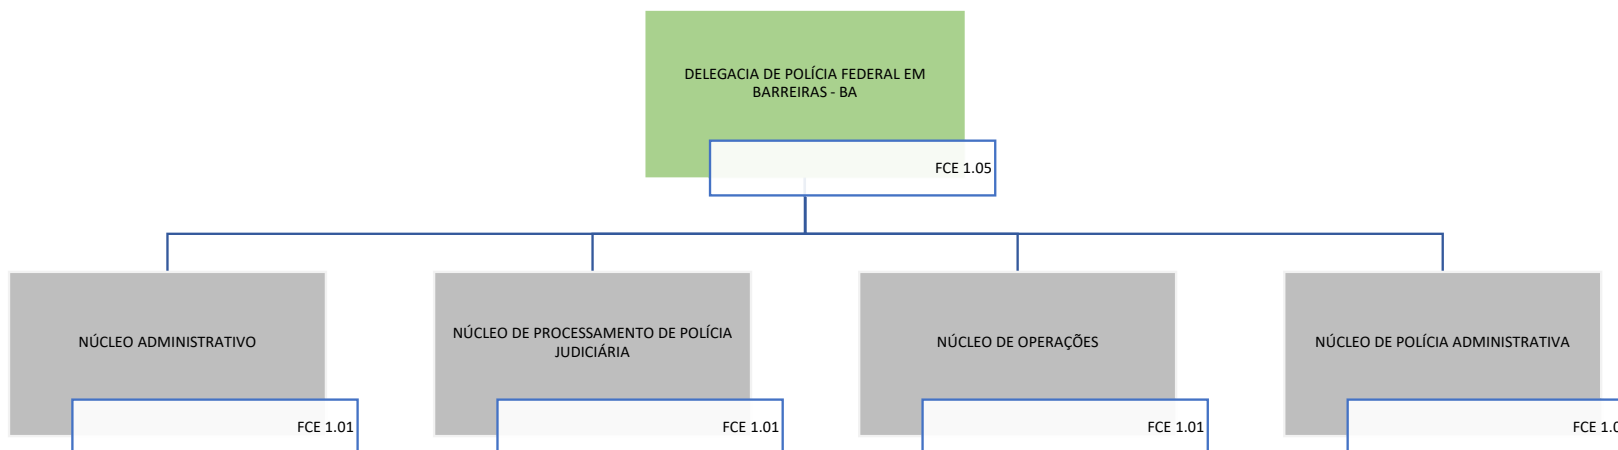 DELEGACIA DE POLÍCIA FEDERAL EM
BARREIRAS - BA
FCE 1.05
NÚCLEO ADMINISTRATIVO
FCE 1.01
NÚCLEO DE PROCESSAMENTO DE POLÍCIA
JUDICIÁRIA
FCE 1.01
NÚCLEO DE OPERAÇÕES
FCE 1.01
NÚCLEO DE POLÍCIA ADMINISTRATIVA
FCE